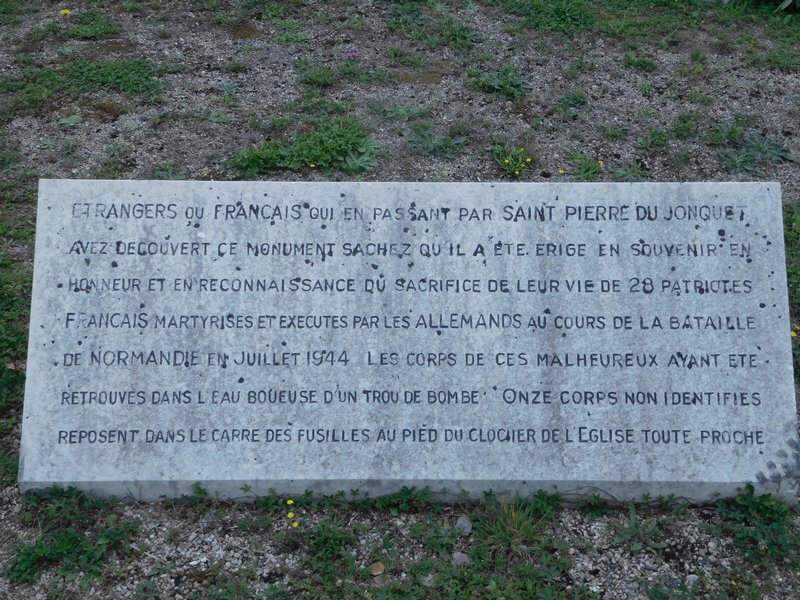 ETRANGERS OU FRANCAIS QUI EN PASSANT PAR SAINT PIERRE DU JONQUET
AVEZ DECOUVERT CE MONUMENT SACHEZ QU'IL A ETE ERIGE EN SOUVENIR EN
HONNEUR ET EN RECONNAISSANCE DU SACRIFICE DE LEUR VIE DE 28 PATRIOTES
FRANCAIS MARTYRISES ET EXECUTES PAR LES ALLEMANDS AU COURS DE LA BATAILLE
DE NORMANDIE EN JUILLET 1944 LES CORPS DE CES MALHEUREUX AYANT ETE
RETROUVES DANS L'EAU BOUEUSE D'UN TROU DE BOMBE ONZE CORPS NON IDENTIFIES
REPOSENT DANS LE CARRE DES FUSILLES AU PIED DU CLOCHER DE L'EGLISE TOUTE PROCHE